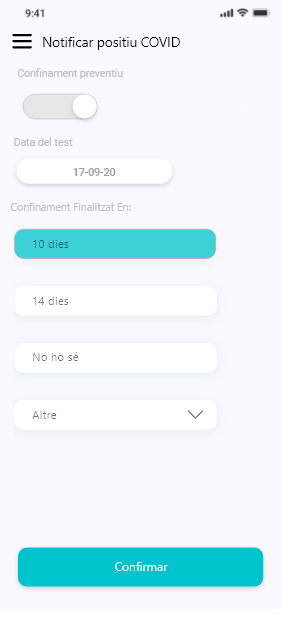 9:41
Notificar positiu COVID
Confinament preventiu
Data del test
17-09-20
Confinament Finalitzat En:
10 dies
14 dies
No ho sé
Altre
Confirmar